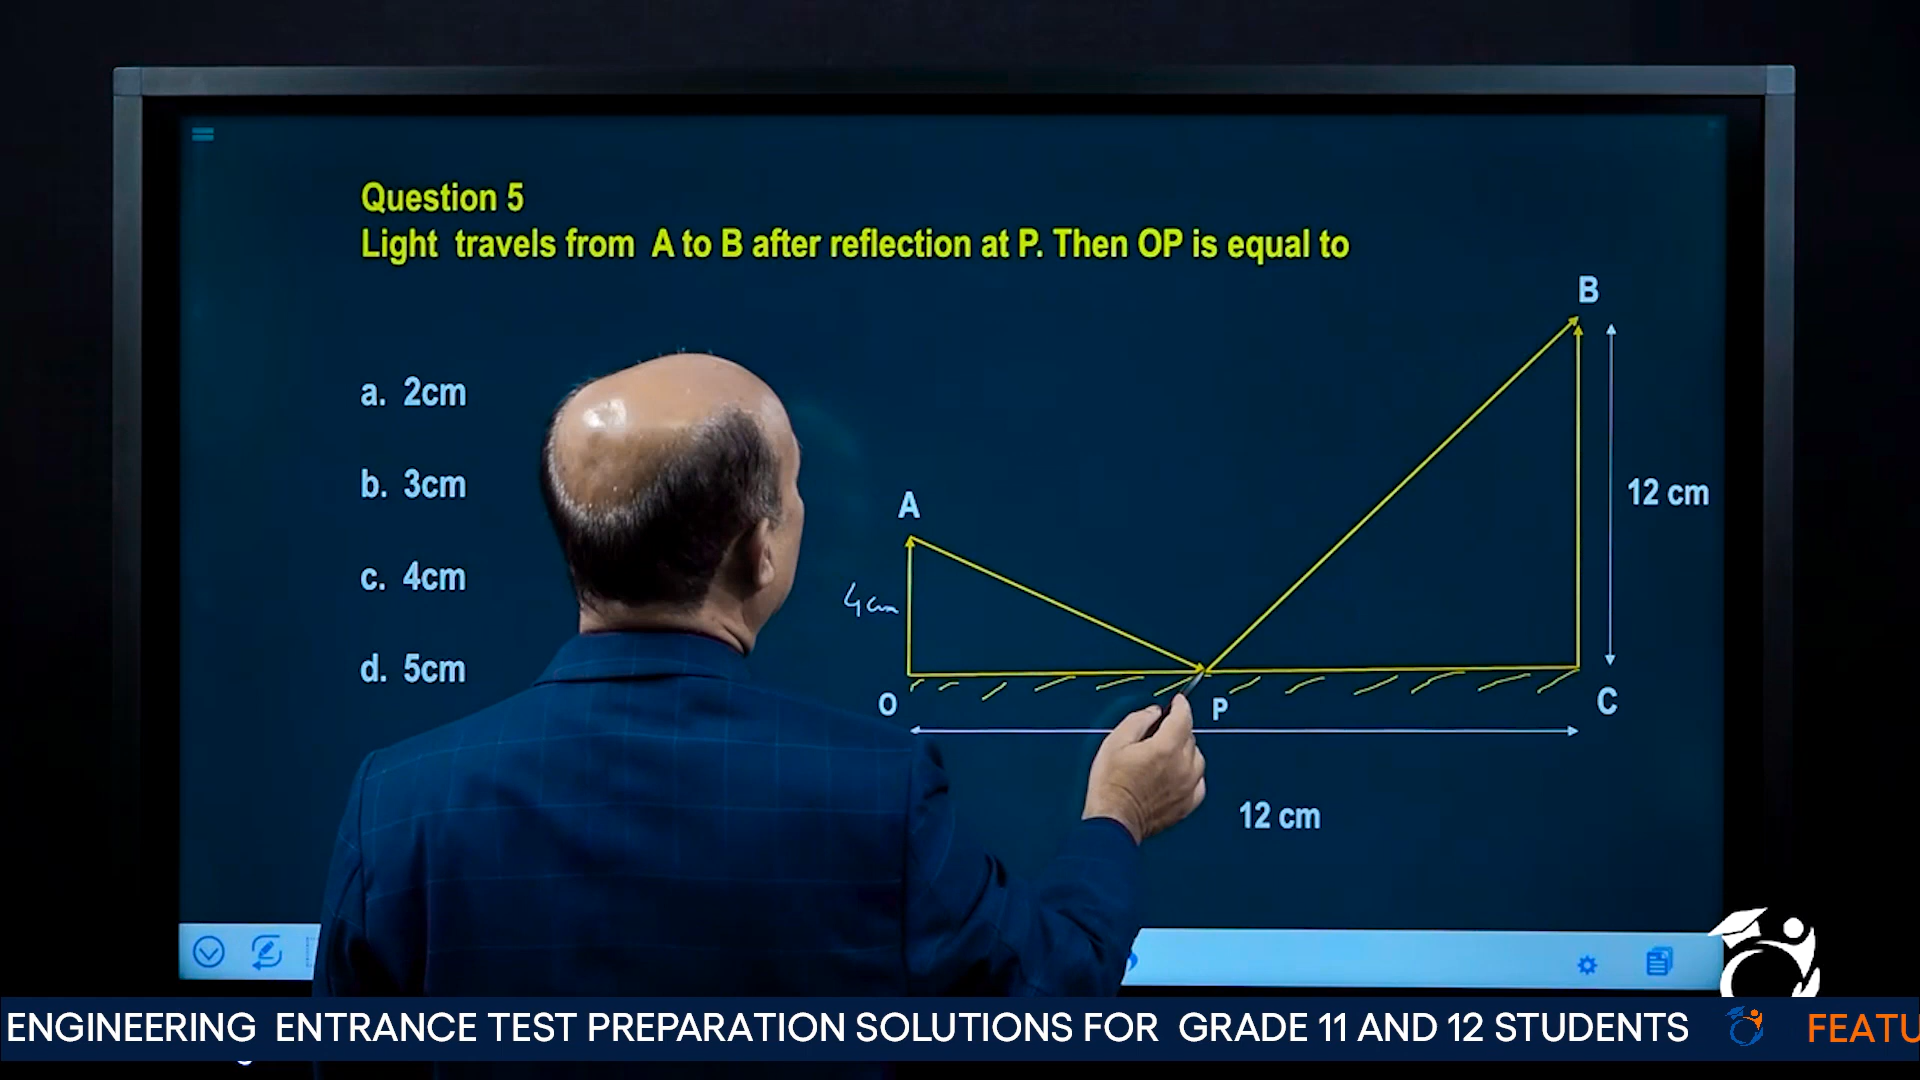 Question 5
Light travels from A to B after reflection at P. Then OP is equal to
a. 2cm
b. 3cm
c. 4cm
d. 5cm
B
12 cm
A
4cm
O
P
C
12 cm
ENGINEERING ENTRANCE TEST PREPARATION SOLUTIONS FOR GRADE 11 AND 12 STUDENTS
FEATU